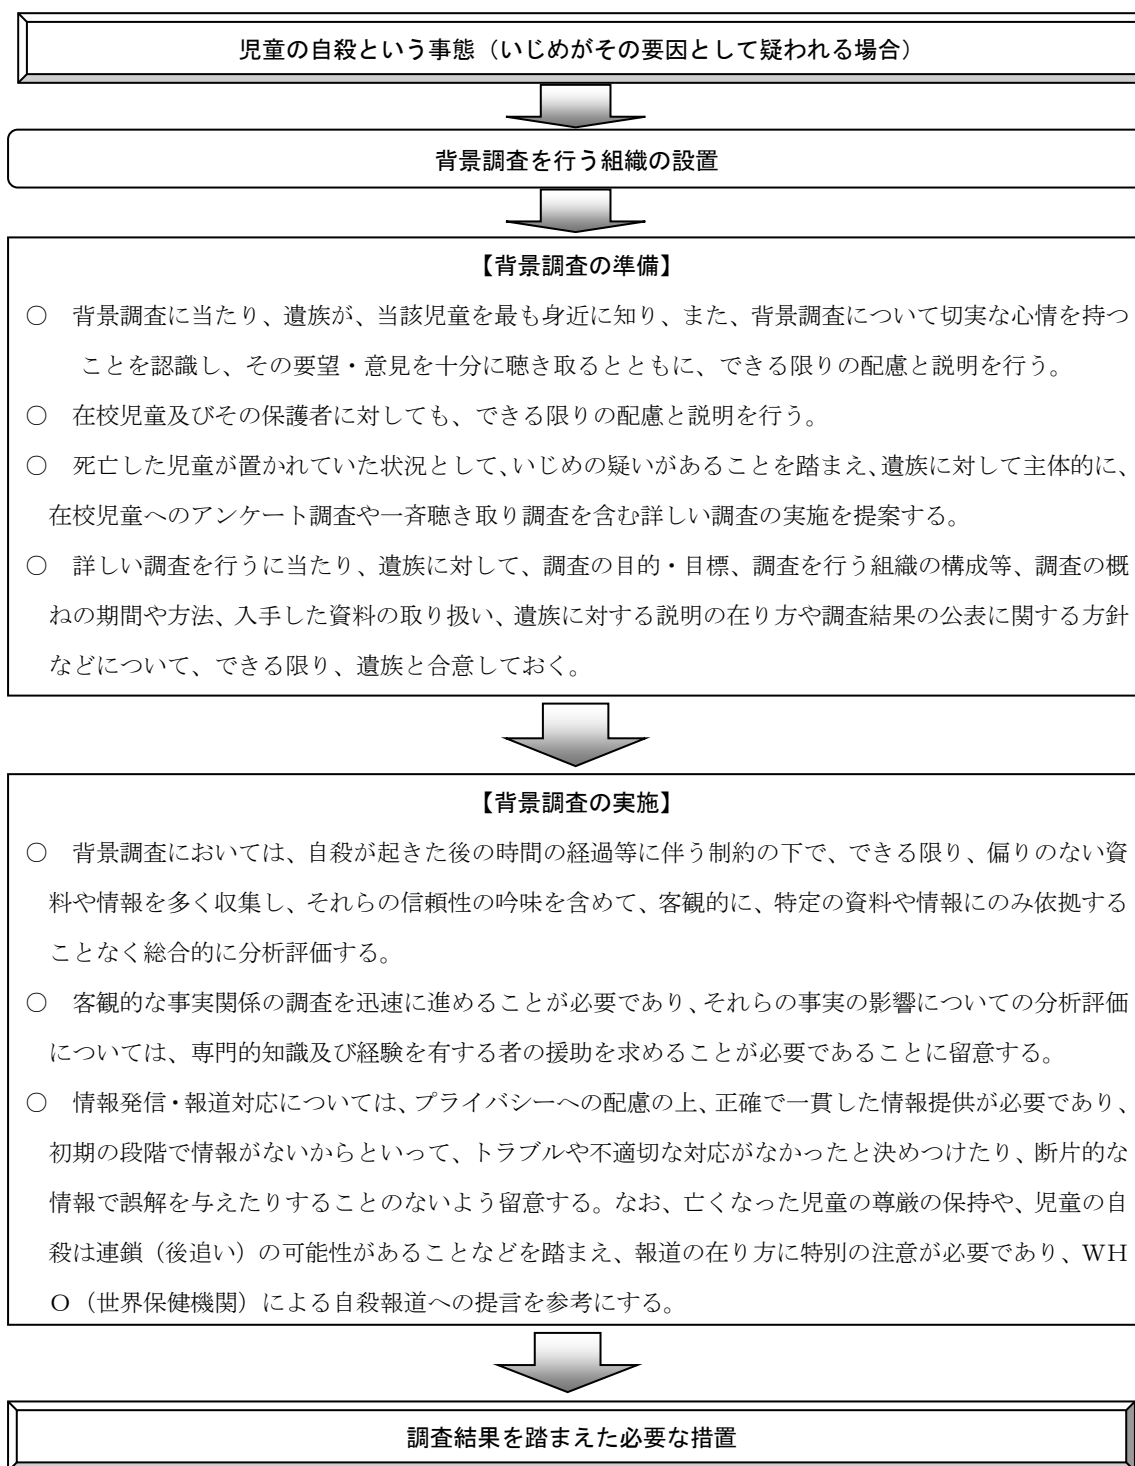 児童の自殺という事態(いじめがその要因として疑われる場合)
背景調査を行う組織の設置
【背景調査の準備】
○ 背景調査に当たり、遺族が、当該児童を最も身近に知り、また、背景調査について切実な心情を持つ
ことを認識し、その要望・意見を十分に聴き取るとともに、できる限りの配慮と説明を行う。
○ 在校児童及びその保護者に対しても、できる限りの配慮と説明を行う。
○ 死亡した児童が置かれていた状況として、いじめの疑いがあることを踏まえ、遺族に対して主体的に、
在校児童へのアンケート調査や一斉聴き取り調査を含む詳しい調査の実施を提案する。
○ 詳しい調査を行うに当たり、遺族に対して、調査の目的・目標、調査を行う組織の構成等、調査の概
ねの期間や方法、入手した資料の取り扱い、遺族に対する説明の在り方や調査結果の公表に関する方針
などについて、できる限り、遺族と合意しておく。
【背景調査の実施】
○ 背景調査においては、自殺が起きた後の時間の経過等に伴う制約の下で、できる限り、偏りのない資
料や情報を多く収集し、それらの信頼性の吟味を含めて、客観的に、特定の資料や情報にのみ依拠する
ことなく総合的に分析評価する。
○ 客観的な事実関係の調査を迅速に進めることが必要であり、それらの事実の影響についての分析評価
については、専門的知識及び経験を有する者の援助を求めることが必要であることに留意する。
○ 情報発信・報道対応については、プライバシーへの配慮の上、正確で一貫した情報提供が必要であり、
初期の段階で情報がないからといって、トラブルや不適切な対応がなかったと決めつけたり、断片的な
情報で誤解を与えたりすることのないよう留意する。なお、亡くなった児童の尊厳の保持や、児童の自
殺は連鎖(後追い)の可能性があることなどを踏まえ、報道の在り方に特別の注意が必要であり、WH
O(世界保健機関)による自殺報道への提言を参考にする。
調査結果を踏まえた必要な措置